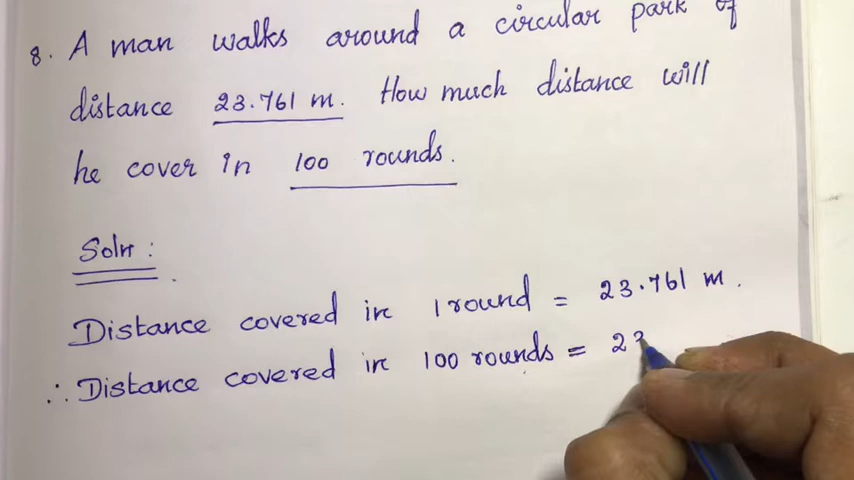 8. A man walks around a circular park of
distance 23.761 m. How much distance will
he cover in 100 rounds.
Soln :
Distance covered in 1 round = 23.761 m.
∴ Distance covered in 100 rounds = 23